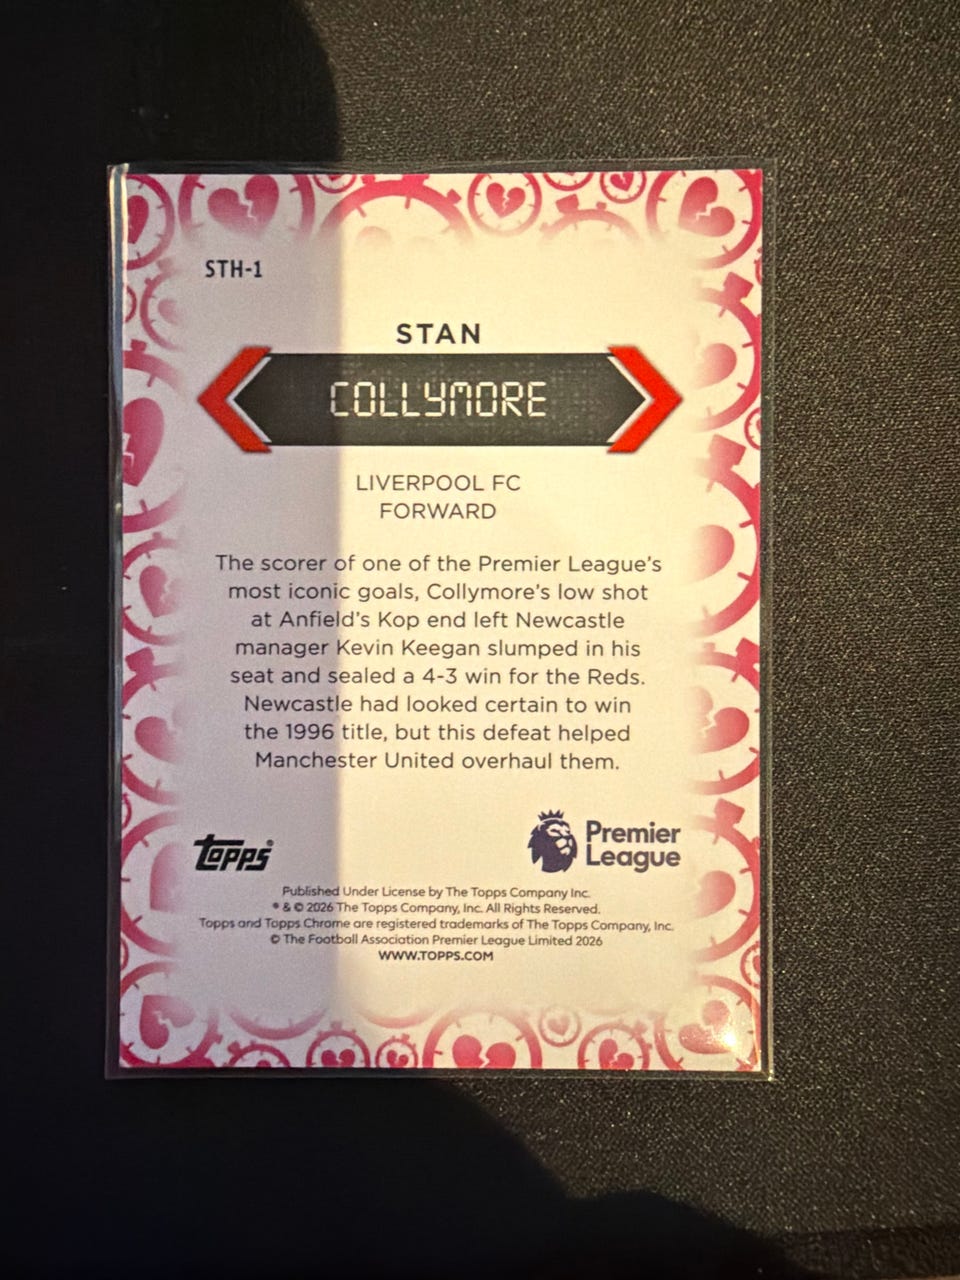 STH-1
STAN
COLLYMORE
LIVERPOOL FC
FORWARD
The scorer of one of the Premier League's
most iconic goals, Collymore's low shot
at Anfield's Kop end left Newcastle
manager Kevin Keegan slumped in his
seat and sealed a 4-3 win for the Reds.
Newcastle had looked certain to win
the 1996 title, but this defeat helped
Manchester United overhaul them.
Topps®
Premier
League
Published Under License by The Topps Company Inc.
® & © 2026 The Topps Company, Inc. All Rights Reserved.
Topps and Topps Chrome are registered trademarks of The Topps Company, Inc.
© The Football Association Premier League Limited 2026
WWW.TOPPS.COM